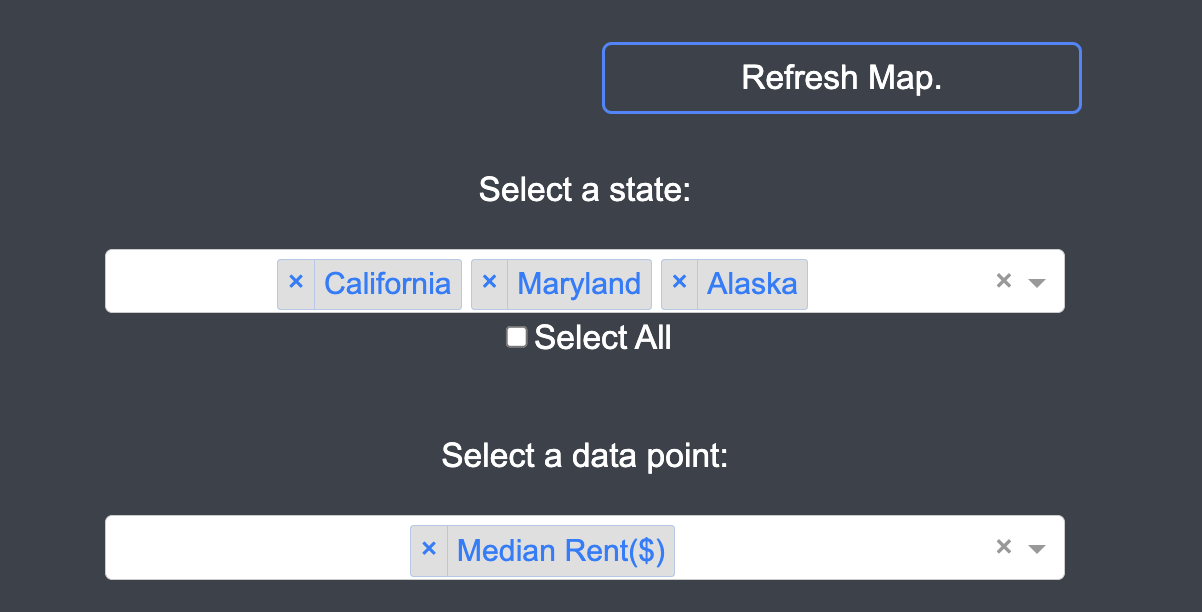 Refresh Map.
Select a state:
× California × Maryland × Alaska ×
Select All
Select a data point:
× Median Rent($) ×